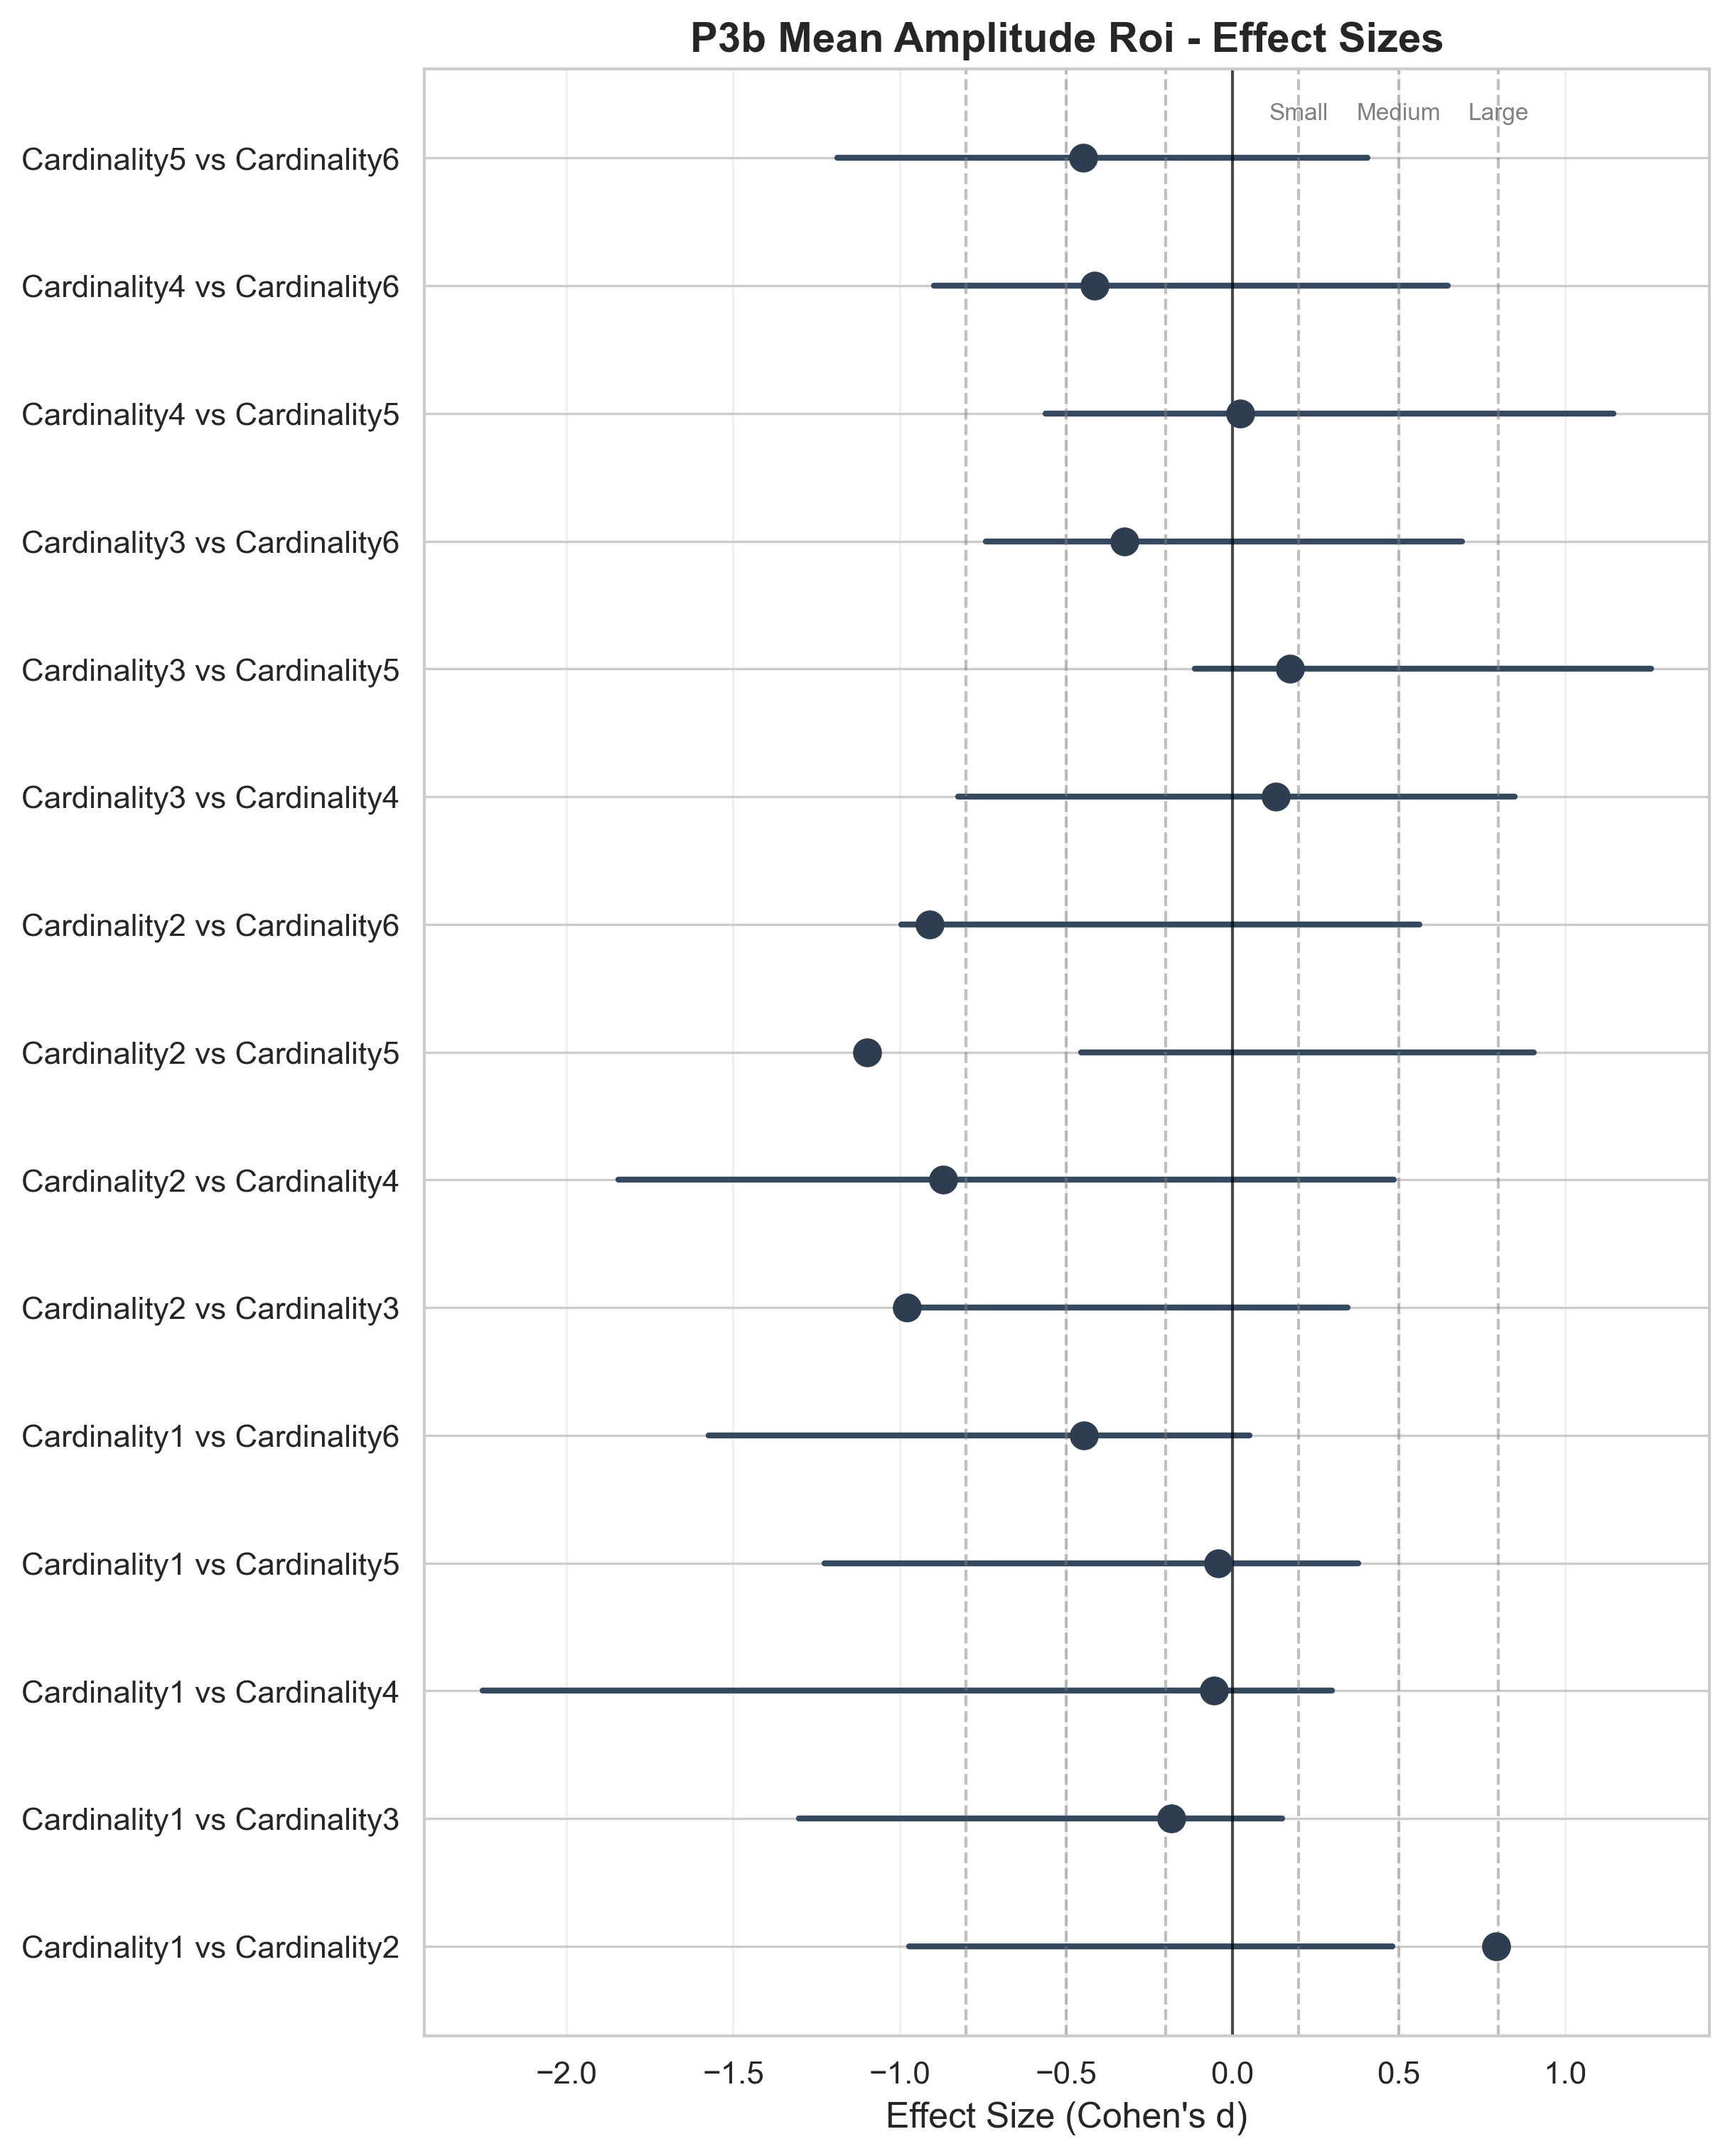 P3b Mean Amplitude Roi - Effect Sizes
Small Medium Large
Cardinality5 vs Cardinality6
Cardinality4 vs Cardinality6
Cardinality4 vs Cardinality5
Cardinality3 vs Cardinality6
Cardinality3 vs Cardinality5
Cardinality3 vs Cardinality4
Cardinality2 vs Cardinality6
Cardinality2 vs Cardinality5
Cardinality2 vs Cardinality4
Cardinality2 vs Cardinality3
Cardinality1 vs Cardinality6
Cardinality1 vs Cardinality5
Cardinality1 vs Cardinality4
Cardinality1 vs Cardinality3
Cardinality1 vs Cardinality2
−2.0 −1.5 −1.0 −0.5 0.0 0.5 1.0
Effect Size (Cohen's d)